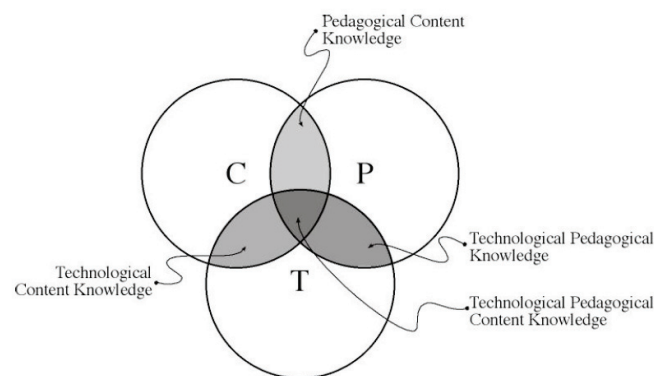 Pedagogical Content
Knowledge
C
P
Technological Pedagogical
Knowledge
Technological
Content Knowledge
T
Technological Pedagogical
Content Knowledge